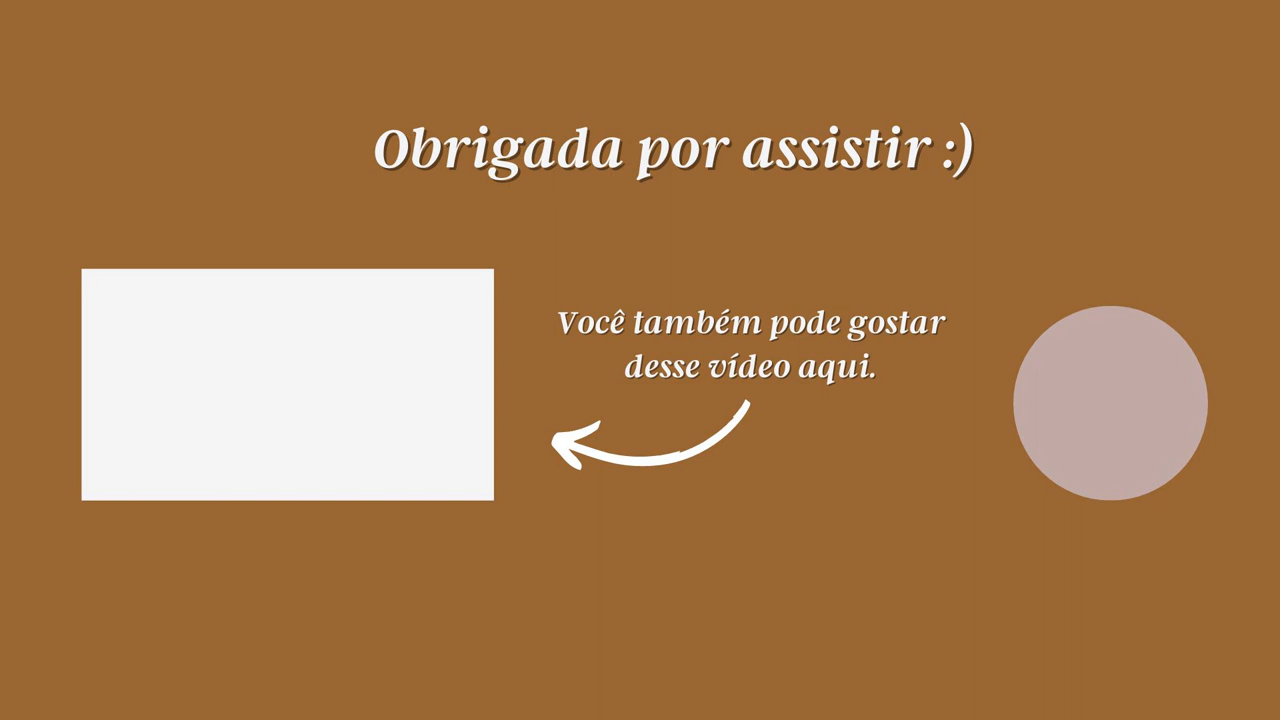 Obrigada por assistir :)
Você também pode gostar
desse vídeo aqui.